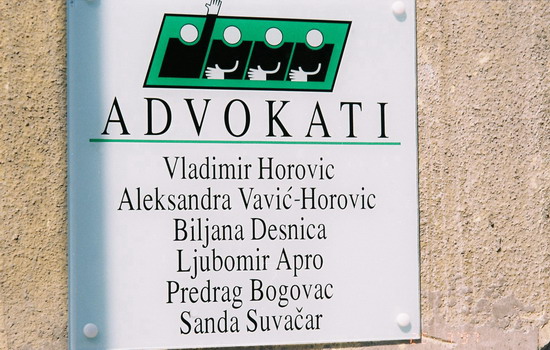 ADVOKATI
Vladimir Horovic
Aleksandra Vavić-Horovic
Biljana Desnica
Ljubomir Apro
Predrag Bogovac
Sanda Suvačar